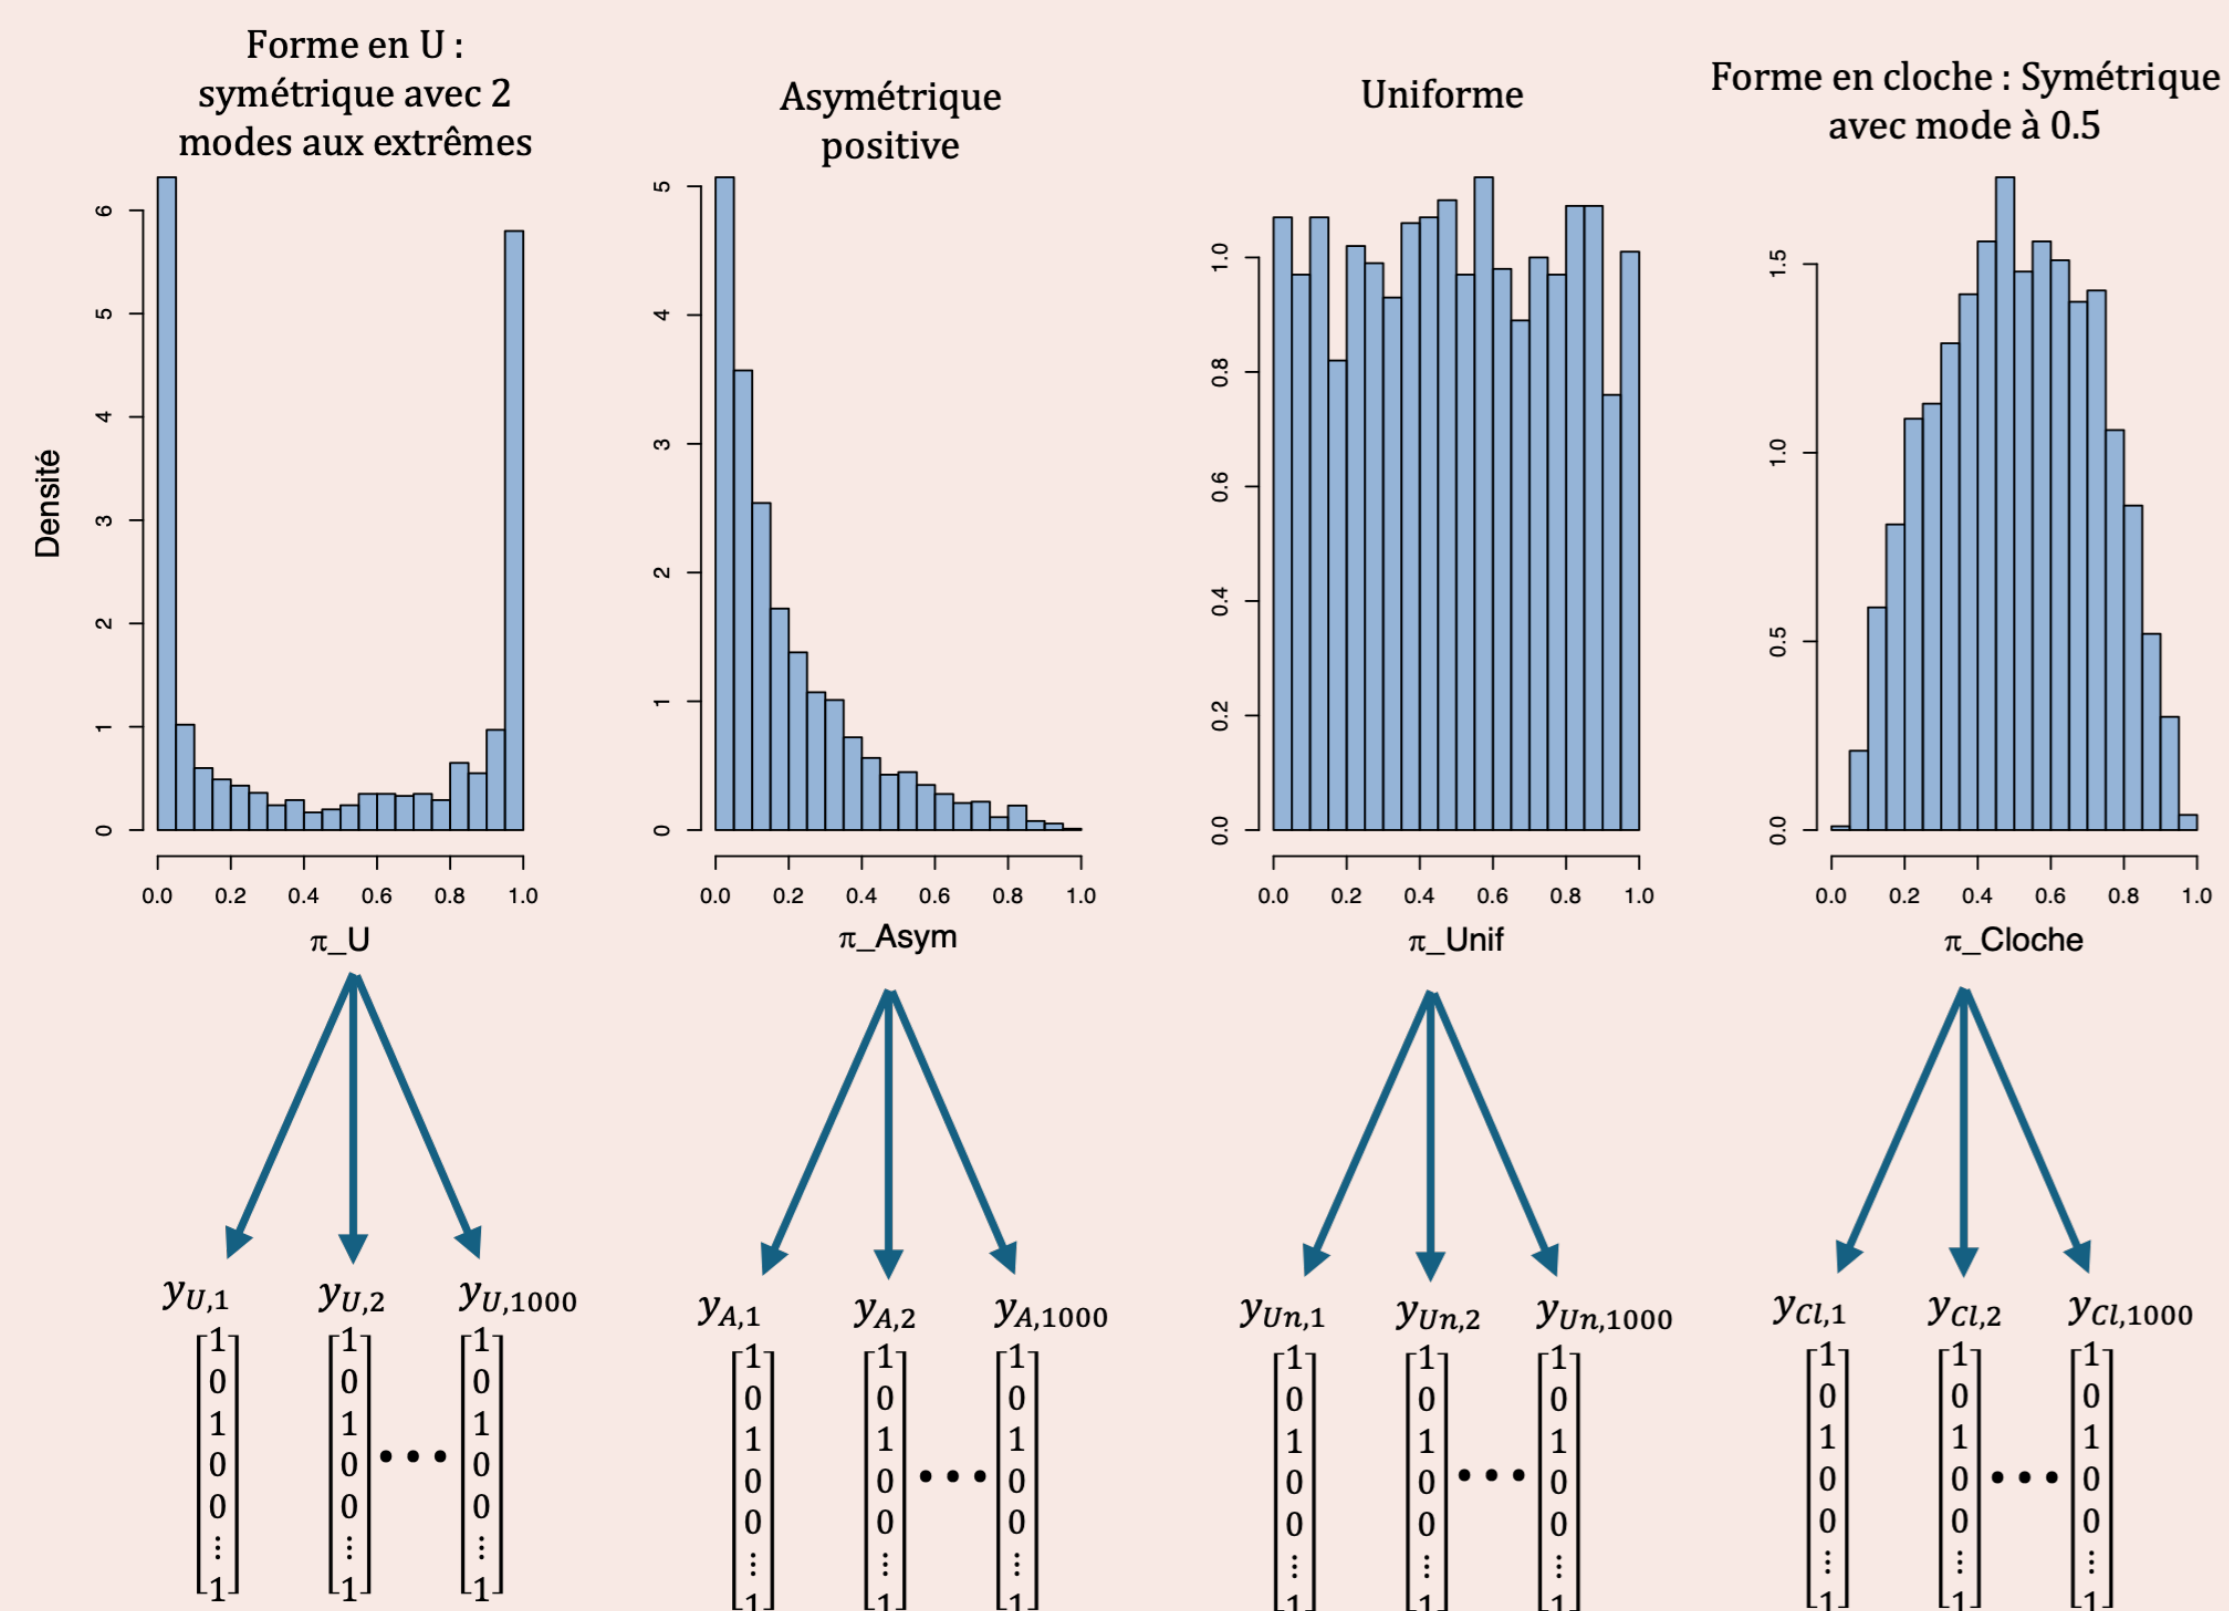 Forme en U :
symétrique avec 2
modes aux extrêmes
Asymétrique
positive
Uniforme
Forme en cloche : Symétrique
avec mode à 0.5
Densité
0 1 2 3 4 5 6
0.0 0.2 0.4 0.6 0.8 1.0
π_U
0 1 2 3 4 5
0.0 0.2 0.4 0.6 0.8 1.0
π_Asym
0.0 0.2 0.4 0.6 0.8 1.0
0.0 0.2 0.4 0.6 0.8 1.0
π_Unif
0.0 0.5 1.0 1.5
0.0 0.2 0.4 0.6 0.8 1.0
π_Cloche
y_{U,1} y_{U,2} y_{U,1000}
1 1 1
0 0 0
1 1 1
0 0 ... 0
0 0 0
⋮ ⋮ ⋮
1 1 1
y_{A,1} y_{A,2} y_{A,1000}
1 1 1
0 0 0
1 1 1
0 0 ... 0
0 0 0
⋮ ⋮ ⋮
1 1 1
y_{Un,1} y_{Un,2} y_{Un,1000}
1 1 1
0 0 0
1 1 1
0 0 ... 0
0 0 0
⋮ ⋮ ⋮
1 1 1
y_{Cl,1} y_{Cl,2} y_{Cl,1000}
1 1 1
0 0 0
1 1 1
0 0 ... 0
0 0 0
⋮ ⋮ ⋮
1 1 1